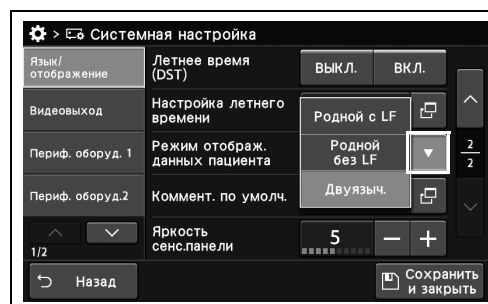 > Системная настройка
Язык/
отображение
Видеовыход
Периф. оборуд. 1
Периф. оборуд.2
1/2
Летнее время
(DST)
ВЫКЛ.
ВКЛ.
Настройка летнего
времени
Родной с LF
Режим отображ.
данных пациента
Родной
без LF
2
2
Коммент. по умолч.
Двуязыч.
Яркость
сенс.панели
5
− +
Назад
Сохранить
и закрыть